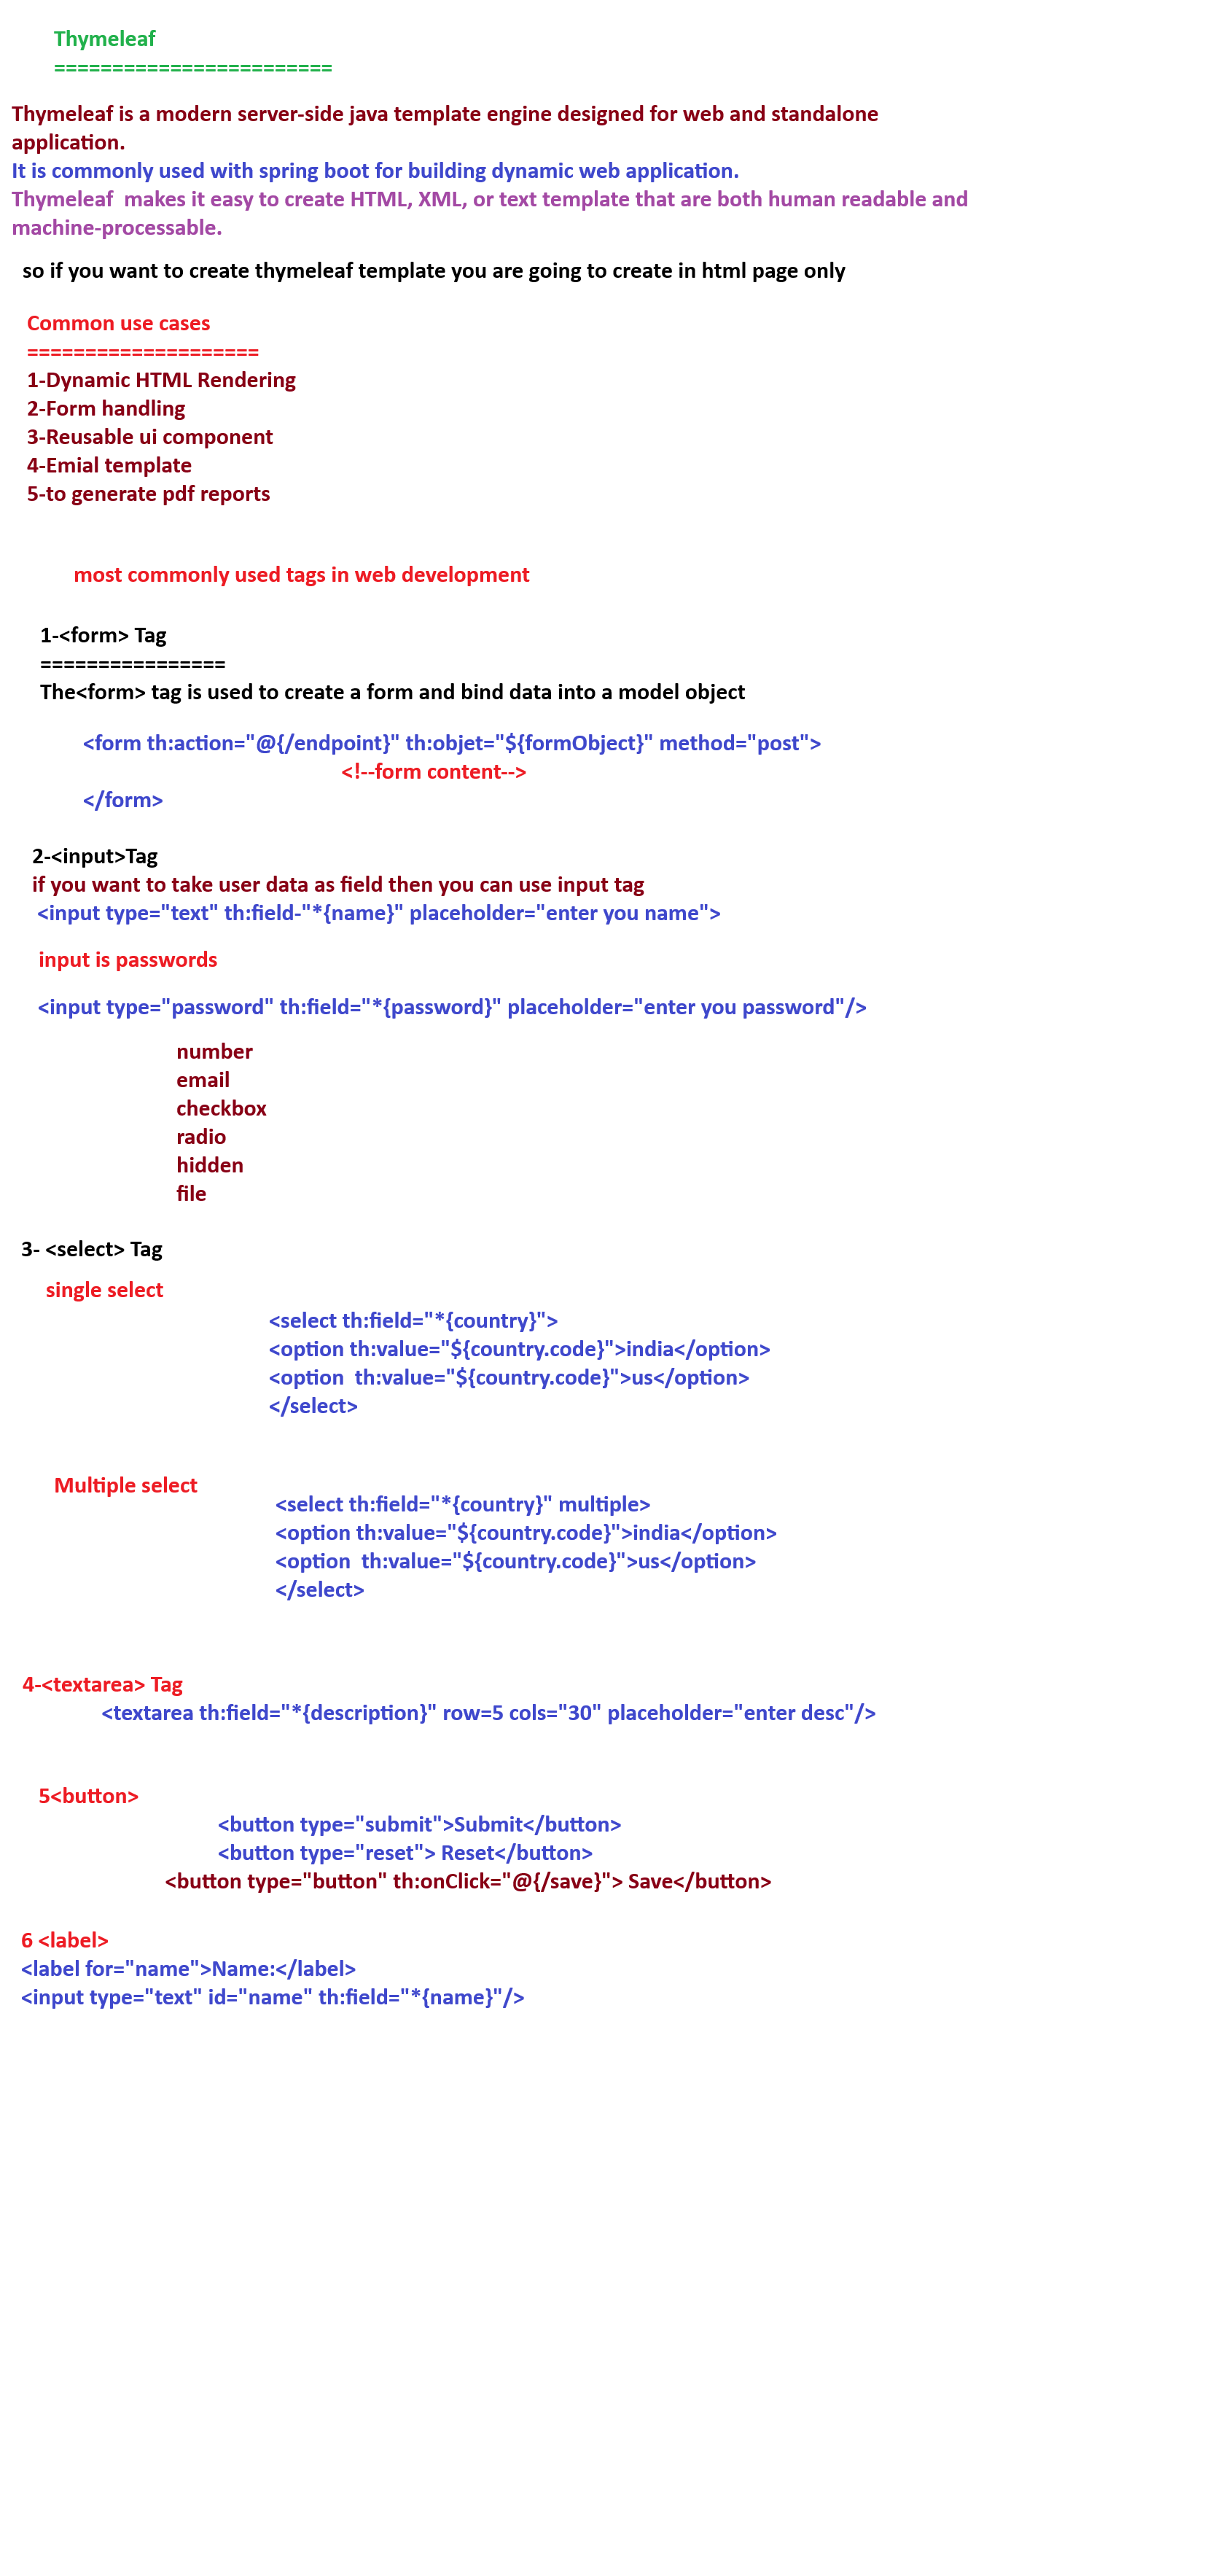 Thymeleaf
========================
Thymeleaf is a modern server-side java template engine designed for web and standalone
application.
It is commonly used with spring boot for building dynamic web application.
Thymeleaf  makes it easy to create HTML, XML, or text template that are both human readable and
machine-processable.
so if you want to create thymeleaf template you are going to create in html page only
Common use cases
====================
1-Dynamic HTML Rendering
2-Form handling
3-Reusable ui component
4-Emial template
5-to generate pdf reports
most commonly used tags in web development
1-<form> Tag
================
The<form> tag is used to create a form and bind data into a model object
<form th:action="@{/endpoint}" th:objet="${formObject}" method="post">
<!--form content-->
</form>
2-<input>Tag
if you want to take user data as field then you can use input tag
<input type="text" th:field-"*{name}" placeholder="enter you name">
input is passwords
<input type="password" th:field="*{password}" placeholder="enter you password"/>
number
email
checkbox
radio
hidden
file
3- <select> Tag
single select
<select th:field="*{country}">
<option th:value="${country.code}">india</option>
<option  th:value="${country.code}">us</option>
</select>
Multiple select
<select th:field="*{country}" multiple>
<option th:value="${country.code}">india</option>
<option  th:value="${country.code}">us</option>
</select>
4-<textarea> Tag
<textarea th:field="*{description}" row=5 cols="30" placeholder="enter desc"/>
5<button>
<button type="submit">Submit</button>
<button type="reset"> Reset</button>
<button type="button" th:onClick="@{/save}"> Save</button>
6 <label>
<label for="name">Name:</label>
<input type="text" id="name" th:field="*{name}"/>